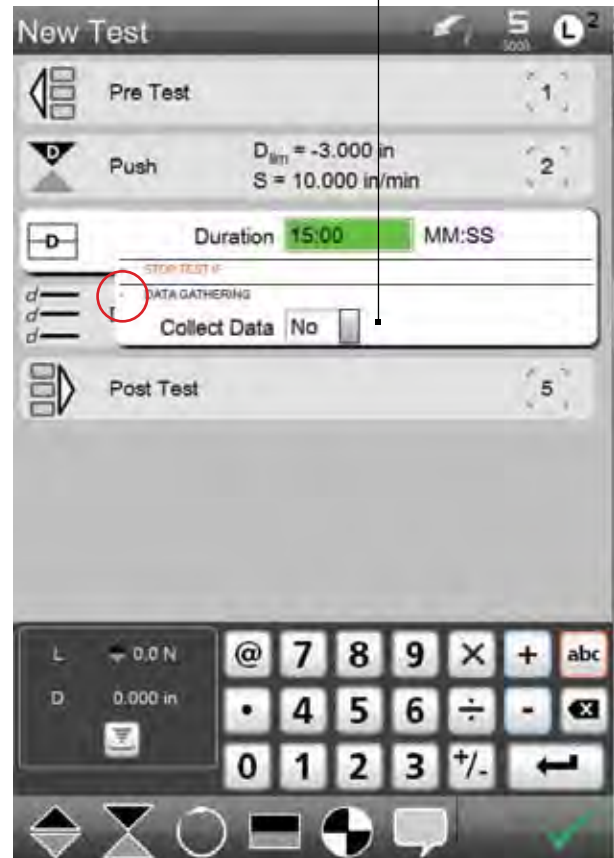 New Test 5 500N L 2
Pre Test 1
D Push D lim = -3.000 in 2
S = 10.000 in/min
D Duration 15:00 MM:SS
STOP TEST IF
- DATA GATHERING
d
d
d
Collect Data No
Post Test 5
L 0.0 N @ 7 8 9 × + abc
D 0.000 in • 4 5 6 ÷ -
0 1 2 3 +/-